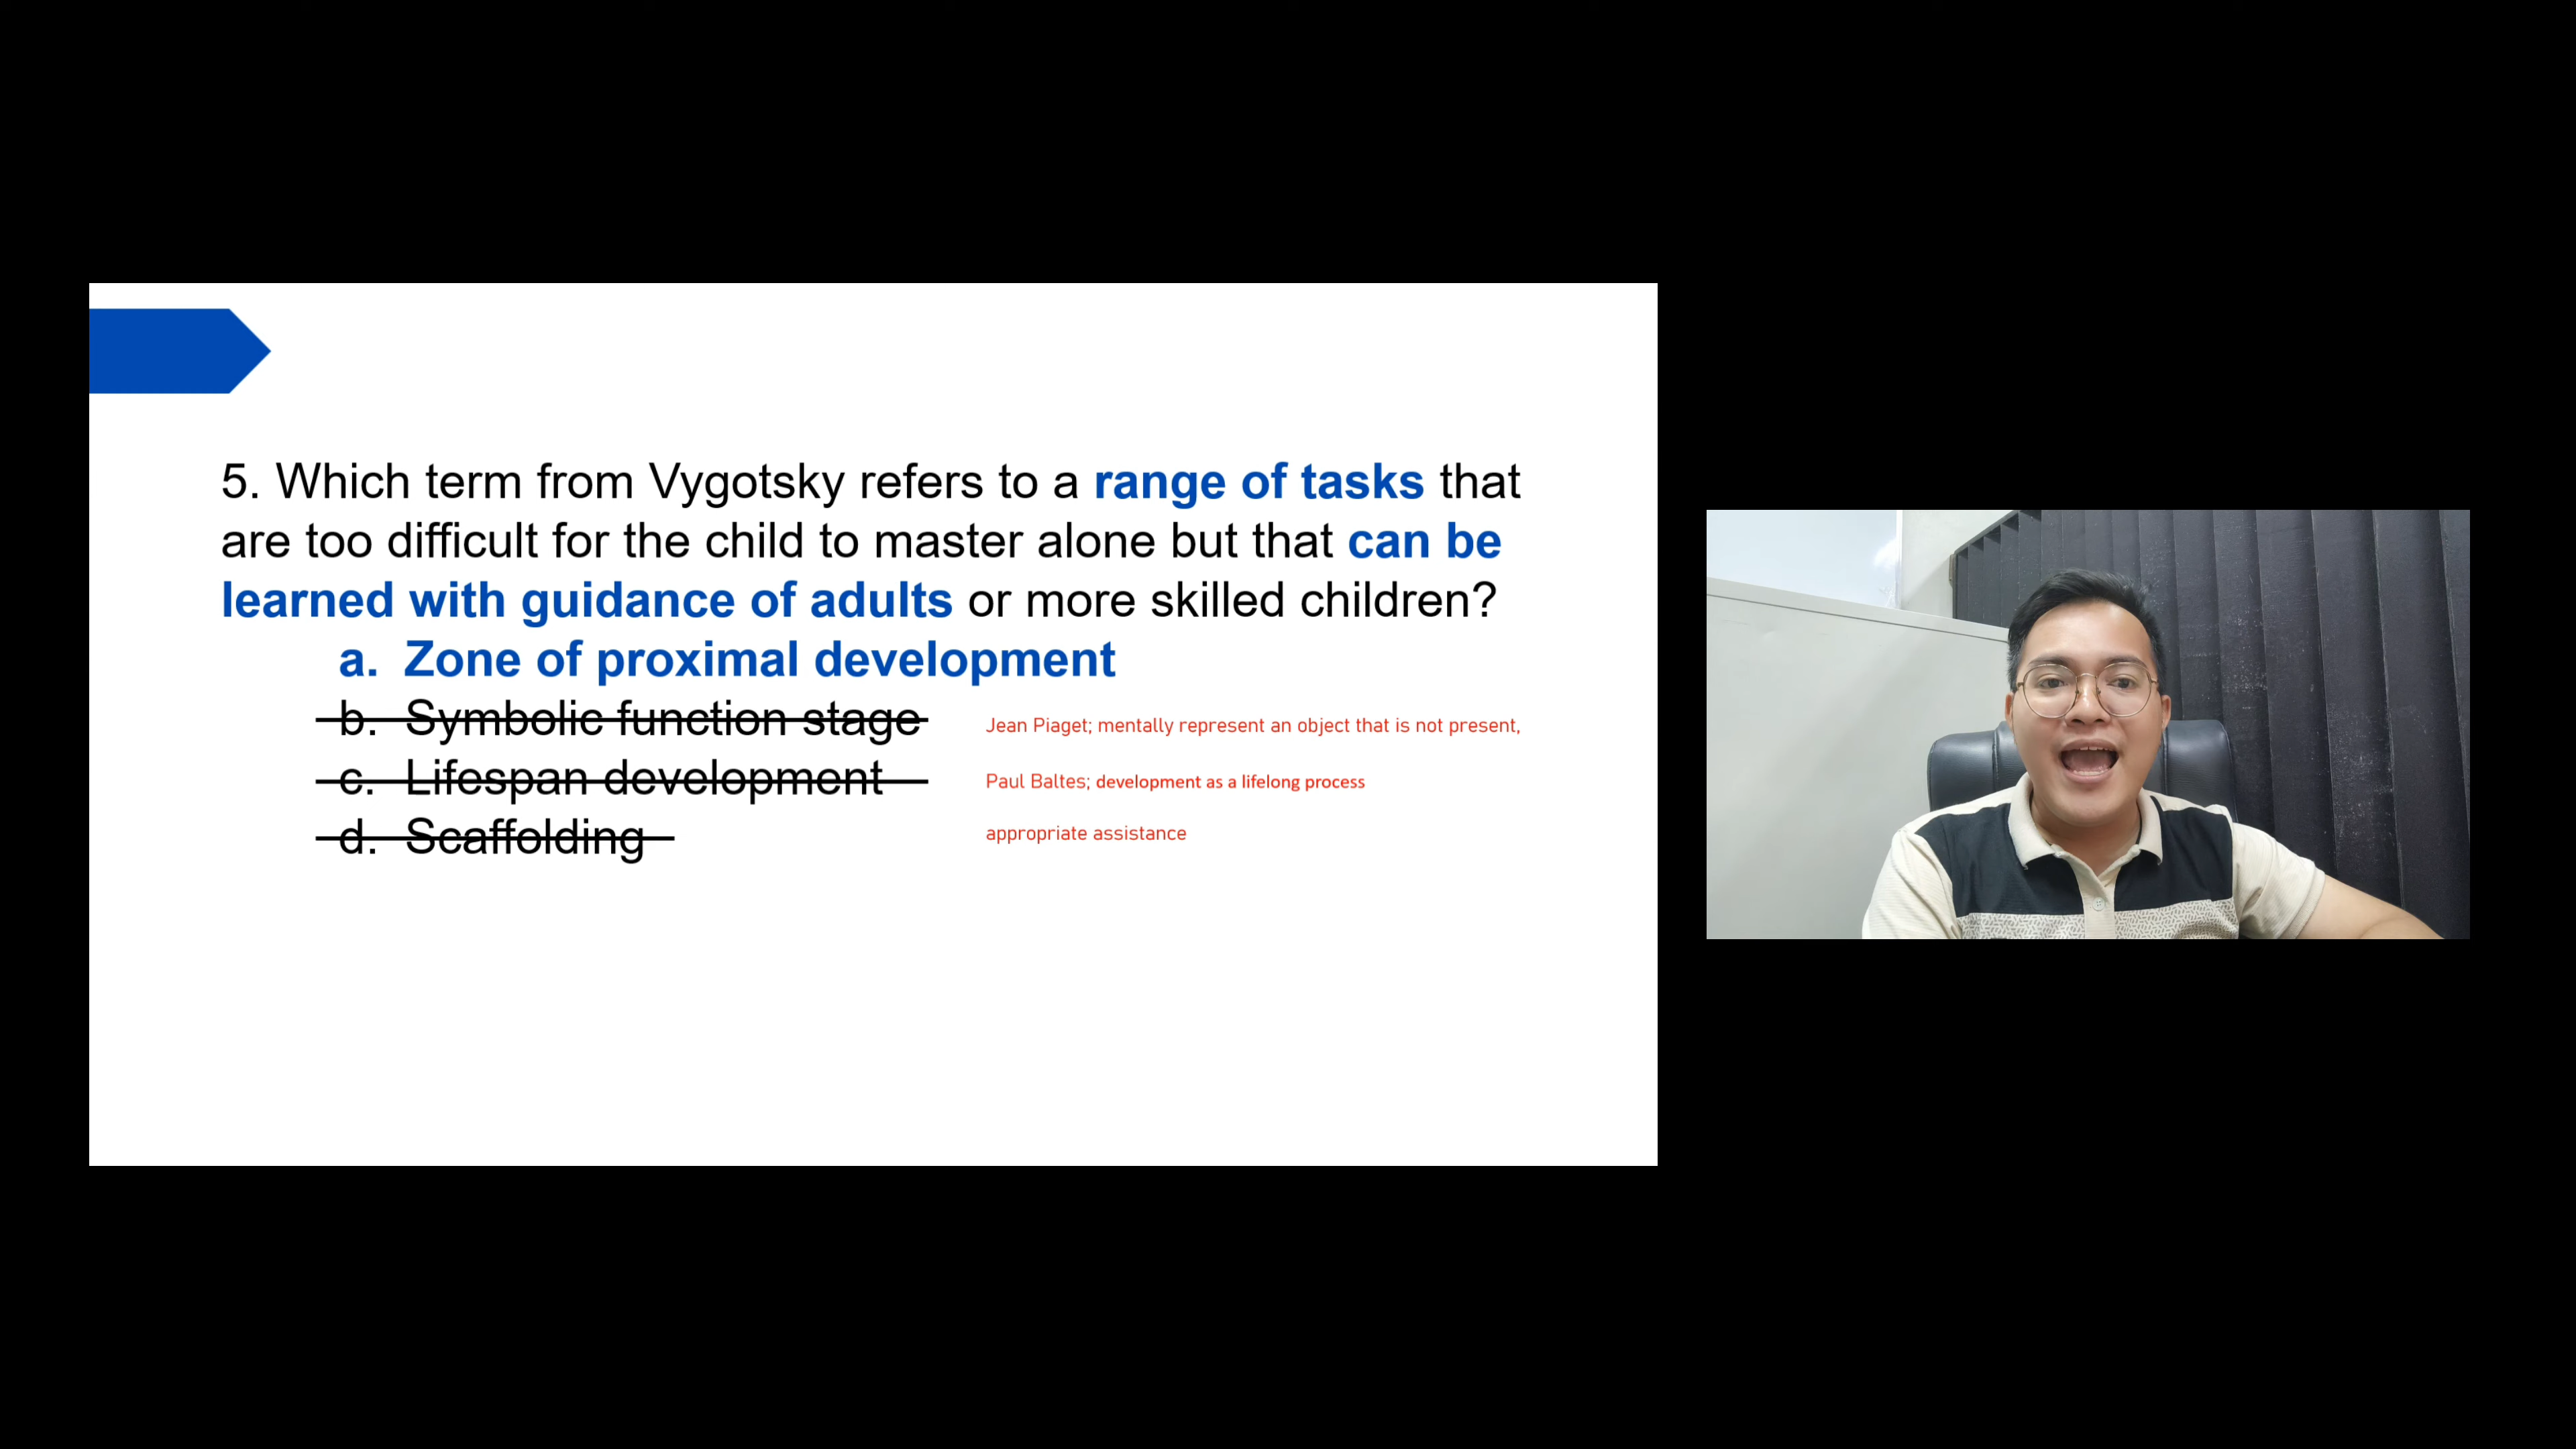 5. Which term from Vygotsky refers to a range of tasks that
are too difficult for the child to master alone but that can be
learned with guidance of adults or more skilled children?
a. Zone of proximal development
b. Symbolic function stage
Jean Piaget; mentally represent an object that is not present,
c. Lifespan development
Paul Baltes; development as a lifelong process
d. Scaffolding
appropriate assistance